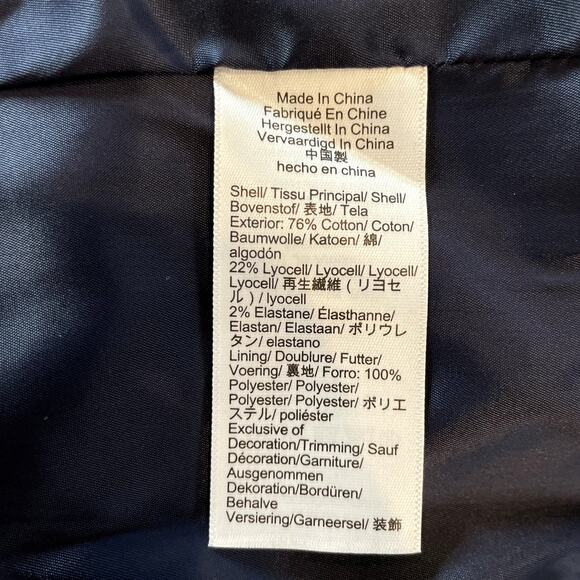 Made In China
Fabriqué En Chine
Hergestellt In China
Vervaardigd In China
中国製
hecho en china
Shell/ Tissu Principal/ Shell/
Bovenstof/ 表地/ Tela
Exterior: 76% Cotton/ Coton/
Baumwolle/ Katoen/ 綿/
algodón
22% Lyocell/ Lyocell/ Lyocell/
Lyocell/ 再生繊維 ( リヨセ
ル ) / lyocell
2% Elastane/ Élasthanne/
Elastan/ Elastaan/ ポリウレ
タン/ elastano
Lining/ Doublure/ Futter/
Voering/ 裏地/ Forro: 100%
Polyester/ Polyester/
Polyester/ Polyester/ ポリエ
ステル/ poliéster
Exclusive of
Decoration/Trimming/ Sauf
Décoration/Garniture/
Ausgenommen
Dekoration/Bordüren/
Behalve
Versiering/Garneersel/ 装飾